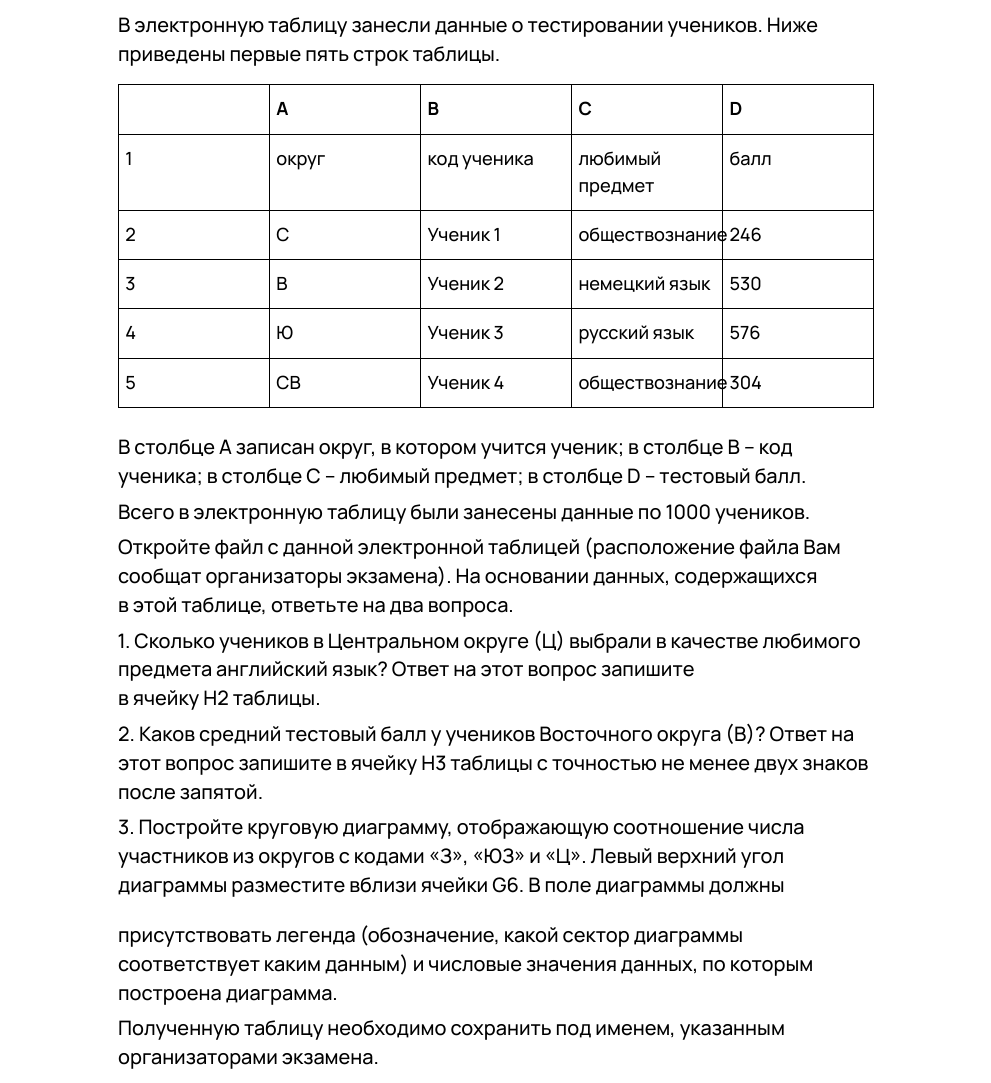 В электронную таблицу занесли данные о тестировании учеников. Ниже
приведены первые пять строк таблицы.
A B C D
1 округ код ученика любимый предмет балл
2 С Ученик 1 обществознание 246
3 В Ученик 2 немецкий язык 530
4 Ю Ученик 3 русский язык 576
5 СВ Ученик 4 обществознание 304
В столбце A записан округ, в котором учится ученик; в столбце B – код
ученика; в столбце C – любимый предмет; в столбце D – тестовый балл.
Всего в электронную таблицу были занесены данные по 1000 учеников.
Откройте файл с данной электронной таблицей (расположение файла Вам
сообщат организаторы экзамена). На основании данных, содержащихся
в этой таблице, ответьте на два вопроса.
1. Сколько учеников в Центральном округе (Ц) выбрали в качестве любимого
предмета английский язык? Ответ на этот вопрос запишите
в ячейку H2 таблицы.
2. Каков средний тестовый балл у учеников Восточного округа (В)? Ответ на
этот вопрос запишите в ячейку H3 таблицы с точностью не менее двух знаков
после запятой.
3. Постройте круговую диаграмму, отображающую соотношение числа
участников из округов с кодами «З», «ЮЗ» и «Ц». Левый верхний угол
диаграммы разместите вблизи ячейки G6. В поле диаграммы должны
присутствовать легенда (обозначение, какой сектор диаграммы
соответствует каким данным) и числовые значения данных, по которым
построена диаграмма.
Полученную таблицу необходимо сохранить под именем, указанным
организаторами экзамена.